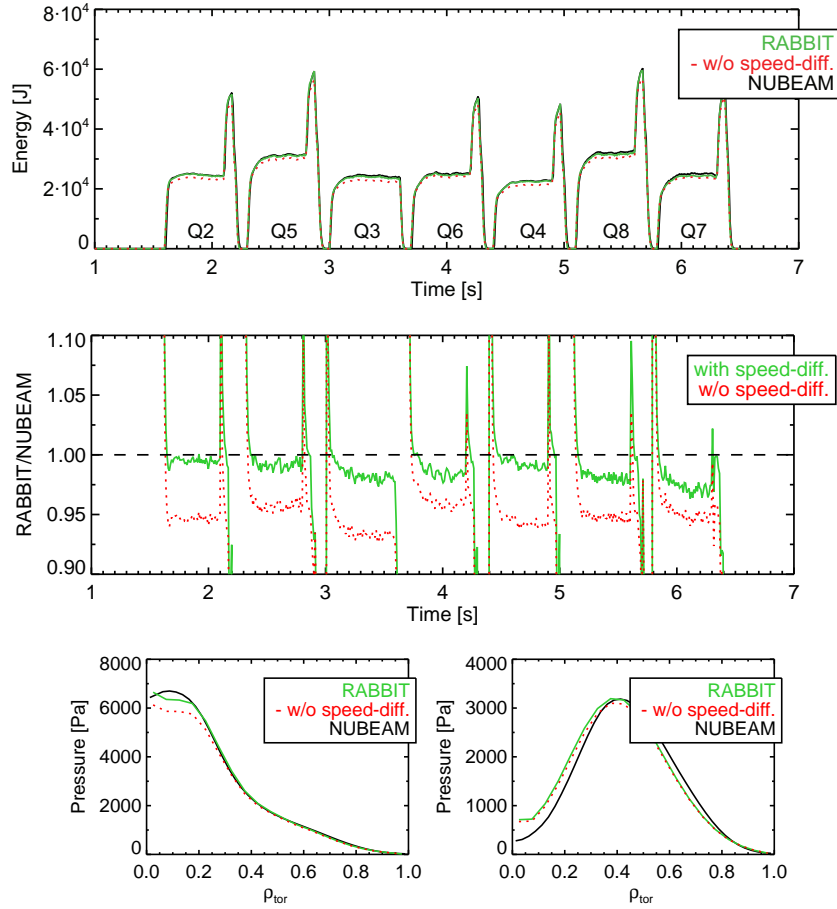 8•10⁴
6•10⁴
4•10⁴
2•10⁴
0
Energy [J]
RABBIT
- w/o speed-diff.
NUBEAM
Q2 Q5 Q3 Q6 Q4 Q8 Q7
1 2 3 4 5 6 7
Time [s]
1.10
1.05
1.00
0.95
0.90
RABBIT/NUBEAM
with speed-diff.
w/o speed-diff.
1 2 3 4 5 6 7
Time [s]
8000
6000
4000
2000
0
Pressure [Pa]
RABBIT
- w/o speed-diff.
NUBEAM
0.0 0.2 0.4 0.6 0.8 1.0
ρtor
4000
3000
2000
1000
0
Pressure [Pa]
RABBIT
- w/o speed-diff.
NUBEAM
0.0 0.2 0.4 0.6 0.8 1.0
ρtor